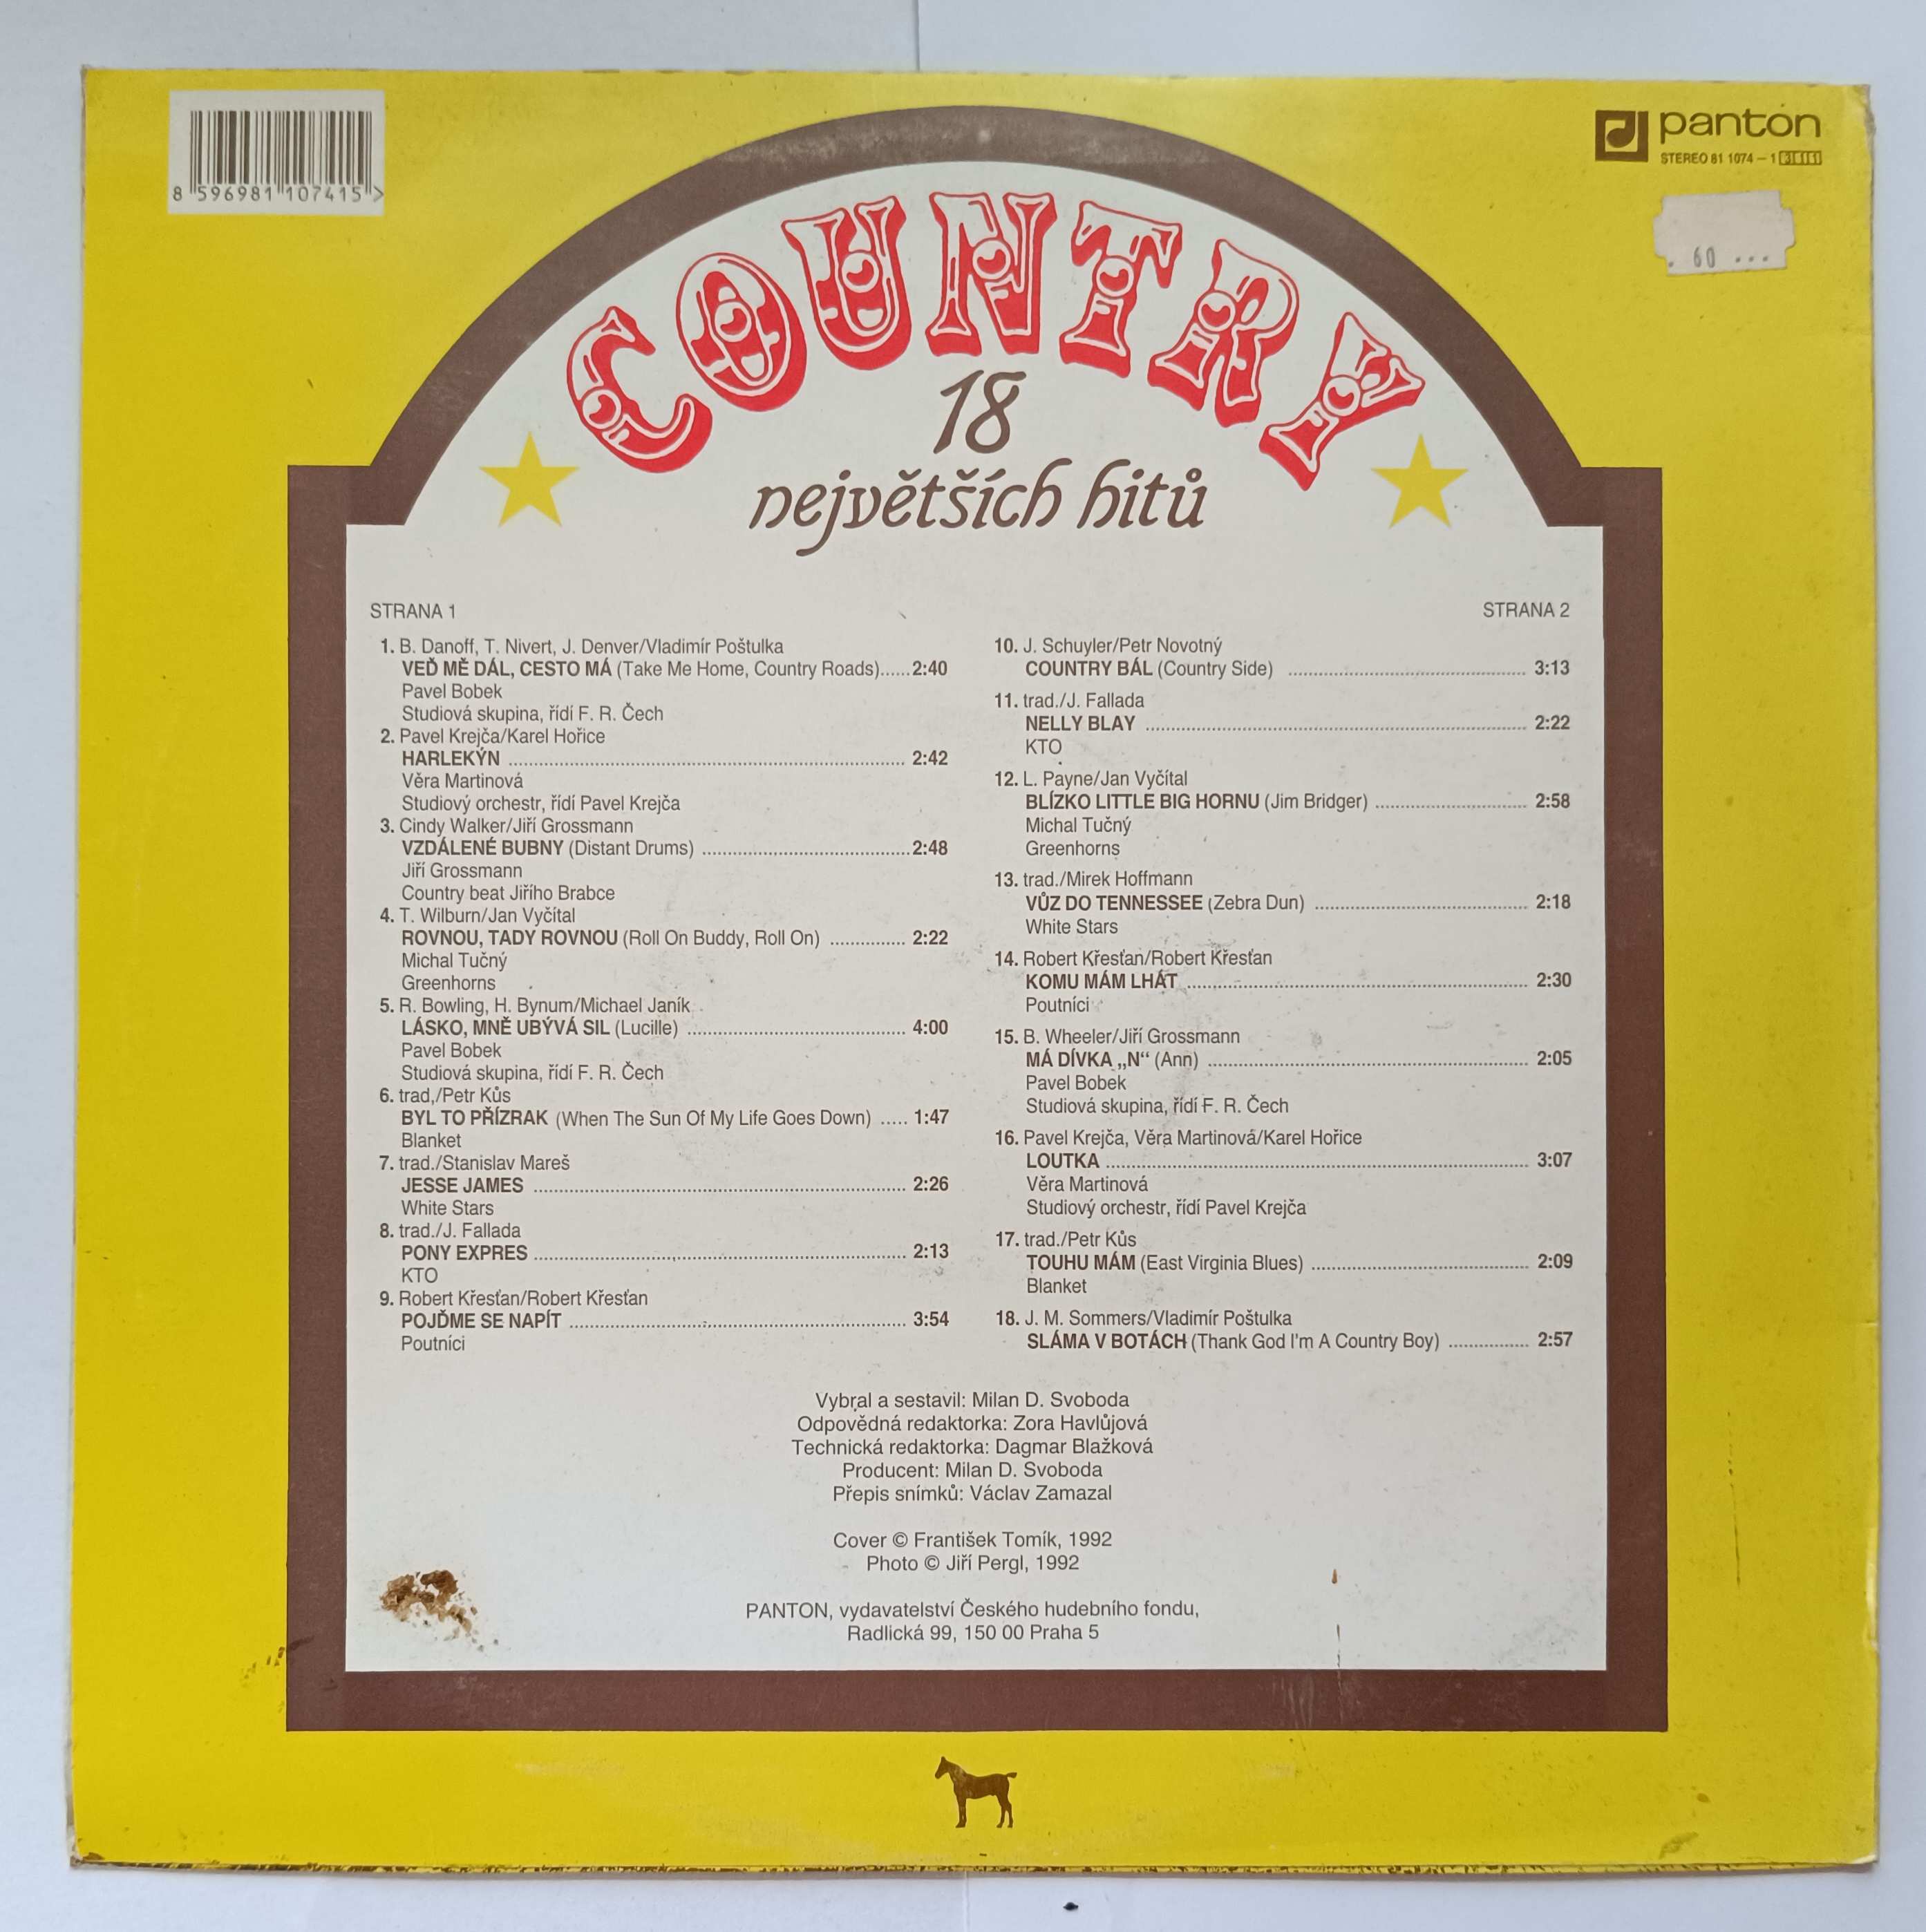 8 596981 107415 >
panton
STEREO 81 1074 – 1
. 60 ...
COUNTRY
18
největších hitů
STRANA 1
1. B. Danoff, T. Nivert, J. Denver/Vladimír Poštulka
VEĎ MĚ DÁL, CESTO MÁ (Take Me Home, Country Roads)......2:40
Pavel Bobek
Studiová skupina, řídí F. R. Čech
2. Pavel Krejča/Karel Hořice
HARLEKÝN ........ 2:42
Věra Martinová
Studiový orchestr, řídí Pavel Krejča
3. Cindy Walker/Jiří Grossmann
VZDÁLENÉ BUBNY (Distant Drums) ........ 2:48
Jiří Grossmann
Country beat Jiřího Brabce
4. T. Wilburn/Jan Vyčítal
ROVNOU, TADY ROVNOU (Roll On Buddy, Roll On) ........ 2:22
Michal Tučný
Greenhorns
5. R. Bowling, H. Bynum/Michael Janík
LÁSKO, MNĚ UBÝVÁ SIL (Lucille) ........ 4:00
Pavel Bobek
Studiová skupina, řídí F. R. Čech
6. trad,/Petr Kůs
BYL TO PŘÍZRAK (When The Sun Of My Life Goes Down) ..... 1:47
Blanket
7. trad./Stanislav Mareš
JESSE JAMES ........ 2:26
White Stars
8. trad./J. Fallada
PONY EXPRES ........ 2:13
KTO
9. Robert Křesťan/Robert Křesťan
POJĎME SE NAPÍT ........ 3:54
Poutníci
STRANA 2
10. J. Schuyler/Petr Novotný
COUNTRY BÁL (Country Side) ........ 3:13
11. trad./J. Fallada
NELLY BLAY ........ 2:22
KTO
12. L. Payne/Jan Vyčítal
BLÍZKO LITTLE BIG HORNU (Jim Bridger) ........ 2:58
Michal Tučný
Greenhorns
13. trad./Mirek Hoffmann
VŮZ DO TENNESSEE (Zebra Dun) ........ 2:18
White Stars
14. Robert Křesťan/Robert Křesťan
KOMU MÁM LHÁT ........ 2:30
Poutníci
15. B. Wheeler/Jiří Grossmann
MÁ DÍVKA „N“ (Ann) ........ 2:05
Pavel Bobek
Studiová skupina, řídí F. R. Čech
16. Pavel Krejča, Věra Martinová/Karel Hořice
LOUTKA ........ 3:07
Věra Martinová
Studiový orchestr, řídí Pavel Krejča
17. trad./Petr Kůs
TOUHU MÁM (East Virginia Blues) ........ 2:09
Blanket
18. J. M. Sommers/Vladimír Poštulka
SLÁMA V BOTÁCH (Thank God I'm A Country Boy) ........ 2:57
Vybral a sestavil: Milan D. Svoboda
Odpovědná redaktorka: Zora Havlůjová
Technická redaktorka: Dagmar Blažková
Producent: Milan D. Svoboda
Přepis snímků: Václav Zamazal
Cover © František Tomík, 1992
Photo © Jiří Pergl, 1992
PANTON, vydavatelství Českého hudebního fondu,
Radlická 99, 150 00 Praha 5